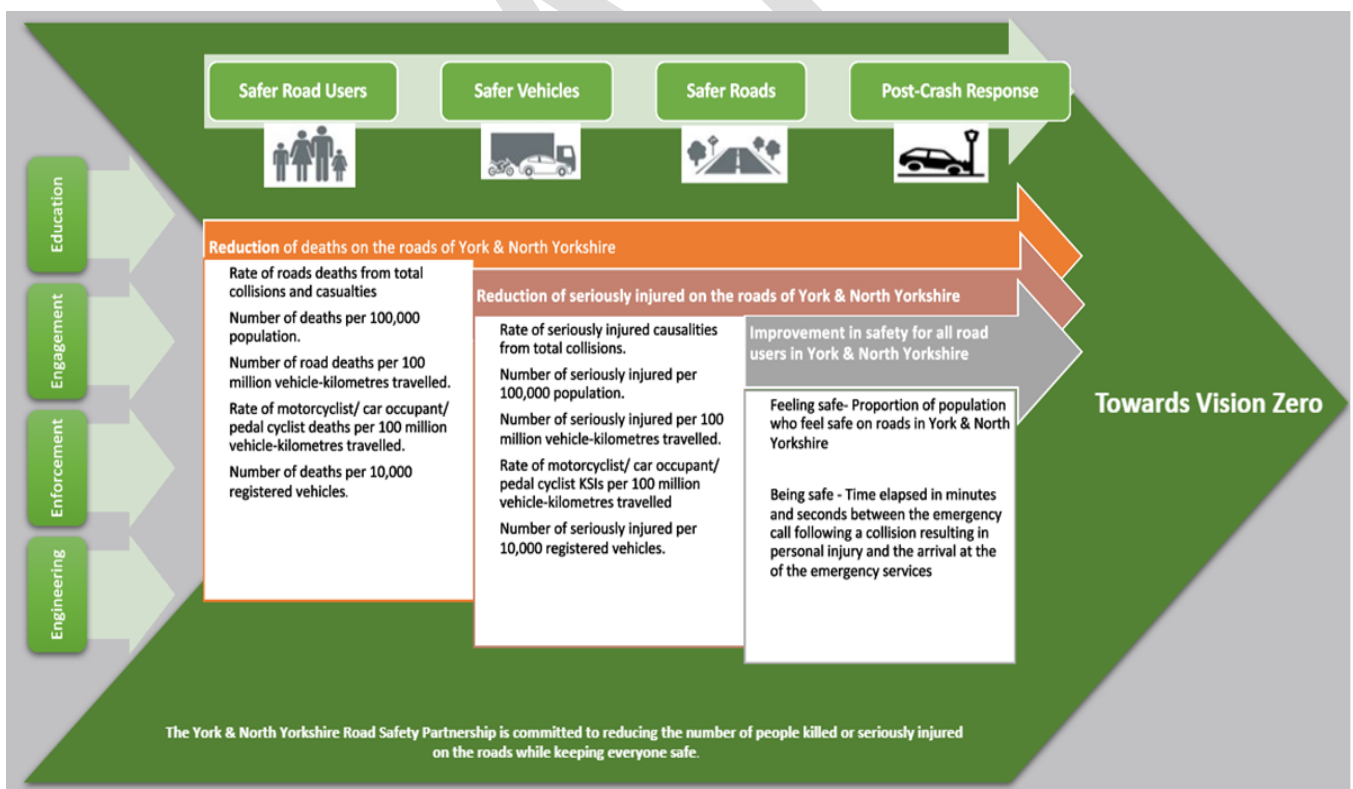 Safer Road Users
Safer Vehicles
Safer Roads
Post-Crash Response
Education
Engagement
Enforcement
Engineering
Reduction of deaths on the roads of York & North Yorkshire
Rate of roads deaths from total
collisions and casualties
Number of deaths per 100,000
population.
Number of road deaths per 100
million vehicle-kilometres travelled.
Rate of motorcyclist/ car occupant/
pedal cyclist deaths per 100 million
vehicle-kilometres travelled.
Number of deaths per 10,000
registered vehicles.
Reduction of seriously injured on the roads of York & North Yorkshire
Rate of seriously injured causalities
from total collisions.
Number of seriously injured per
100,000 population.
Number of seriously injured per 100
million vehicle-kilometres travelled.
Rate of motorcyclist/ car occupant/
pedal cyclist KSIs per 100 million
vehicle-kilometres travelled
Number of seriously injured per
10,000 registered vehicles.
Improvement in safety for all road
users in York & North Yorkshire
Feeling safe- Proportion of population
who feel safe on roads in York & North
Yorkshire
Being safe - Time elapsed in minutes
and seconds between the emergency
call following a collision resulting in
personal injury and the arrival at the
of the emergency services
Towards Vision Zero
The York & North Yorkshire Road Safety Partnership is committed to reducing the number of people killed or seriously injured
on the roads while keeping everyone safe.